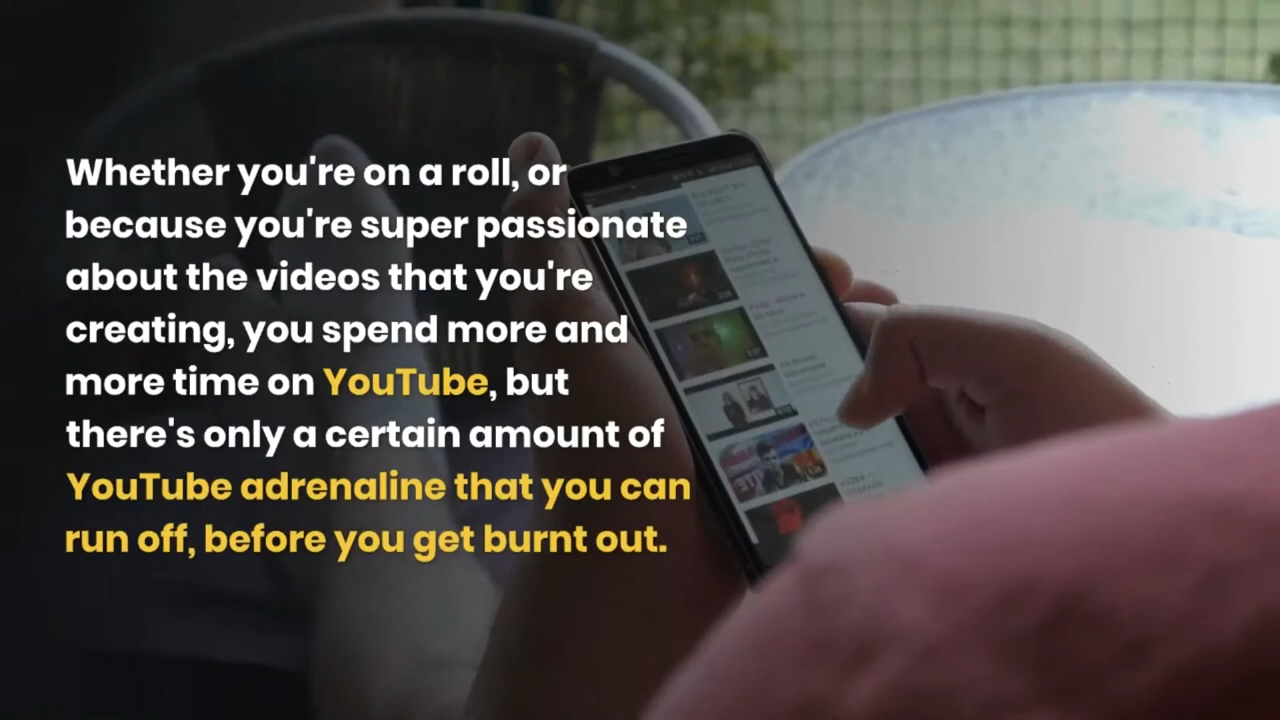 Whether you're on a roll, or
because you're super passionate
about the videos that you're
creating, you spend more and
more time on YouTube, but
there's only a certain amount of
YouTube adrenaline that you can
run off, before you get burnt out.